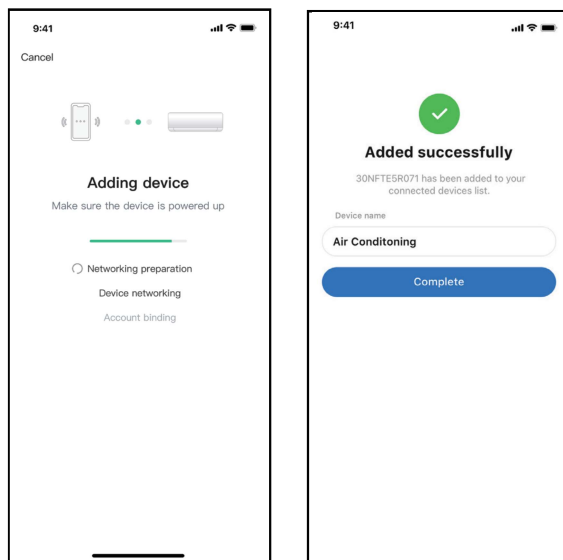 9:41
Cancel
Adding device
Make sure the device is powered up
Networking preparation
Device networking
Account binding
9:41
Added successfully
30NFTE5R071 has been added to your
connected devices list.
Device name
Air Conditoning
Complete